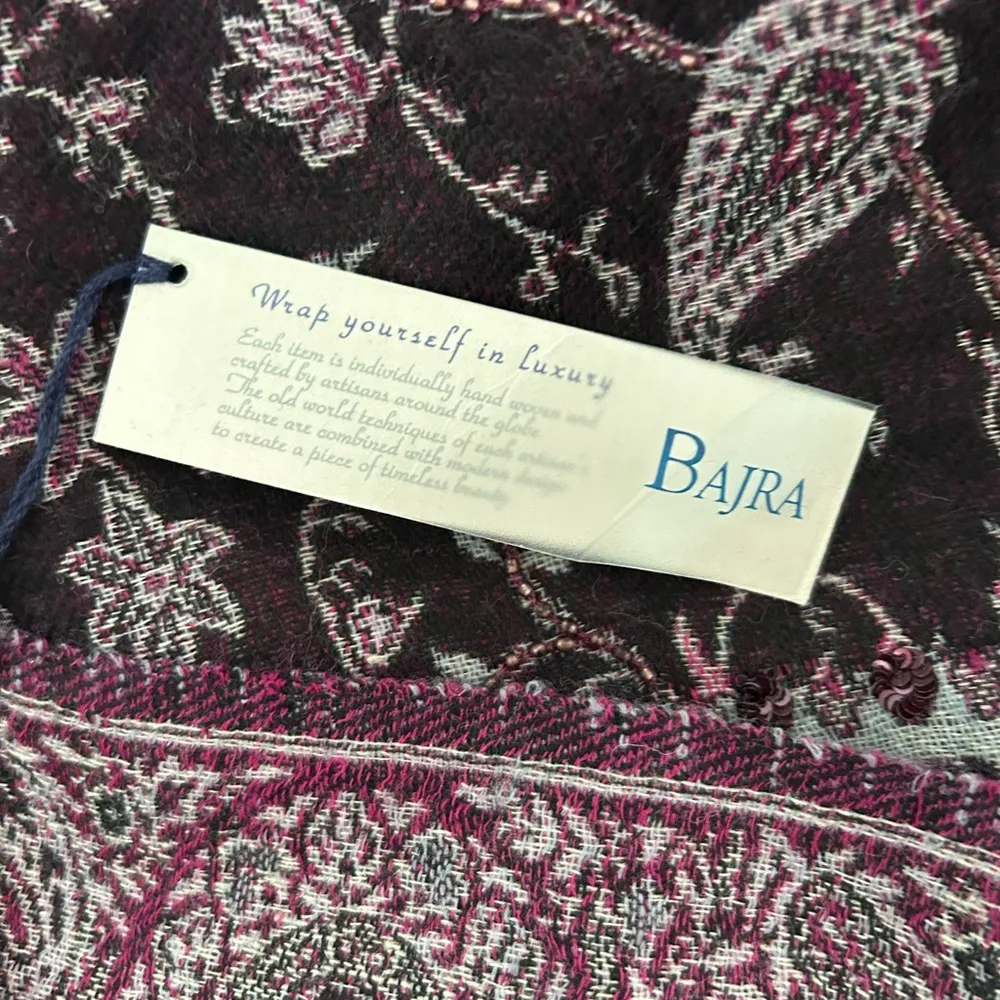 Wrap yourself in luxury
Each item is individually hand woven and
crafted by artisans around the globe
The old world techniques of each artisan's
culture are combined with modern design
to create a piece of timeless beauty
BAJRA